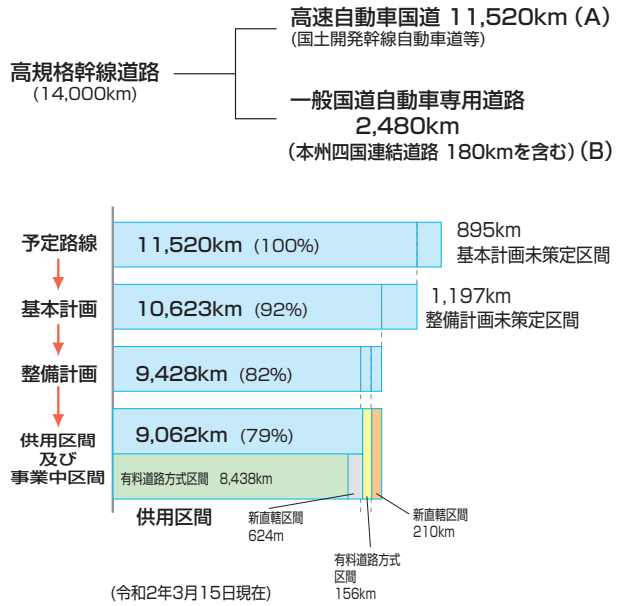 高速自動車国道 11,520km (A)
(国土開発幹線自動車道等)
高規格幹線道路
(14,000km)
一般国道自動車専用道路
2,480km
(本州四国連結道路 180kmを含む) (B)
予定路線
11,520km (100%)
895km
基本計画未策定区間
基本計画
10,623km (92%)
1,197km
整備計画未策定区間
整備計画
9,428km (82%)
供用区間
及び
事業中区間
9,062km (79%)
有料道路方式区間 8,438km
供用区間
新直轄区間
624m
有料道路方式
区間
156km
新直轄区間
210km
(令和2年3月15日現在)